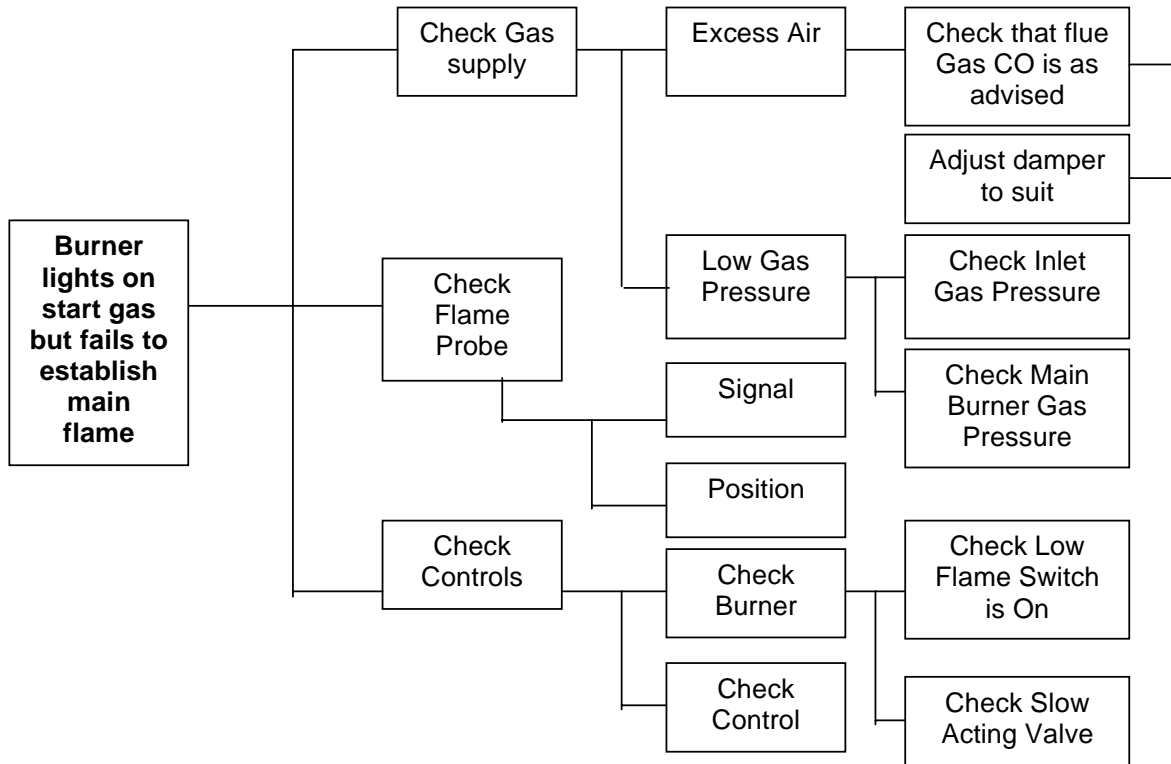 Burner
lights on
start gas
but fails to
establish
main
flame
Check Gas
supply
Excess Air
Check that flue
Gas CO is as
advised
Adjust damper
to suit
Low Gas
Pressure
Check Inlet
Gas Pressure
Check Main
Burner Gas
Pressure
Check
Flame
Probe
Signal
Position
Check
Controls
Check
Burner
Check Low
Flame Switch
is On
Check Slow
Acting Valve
Check
Control